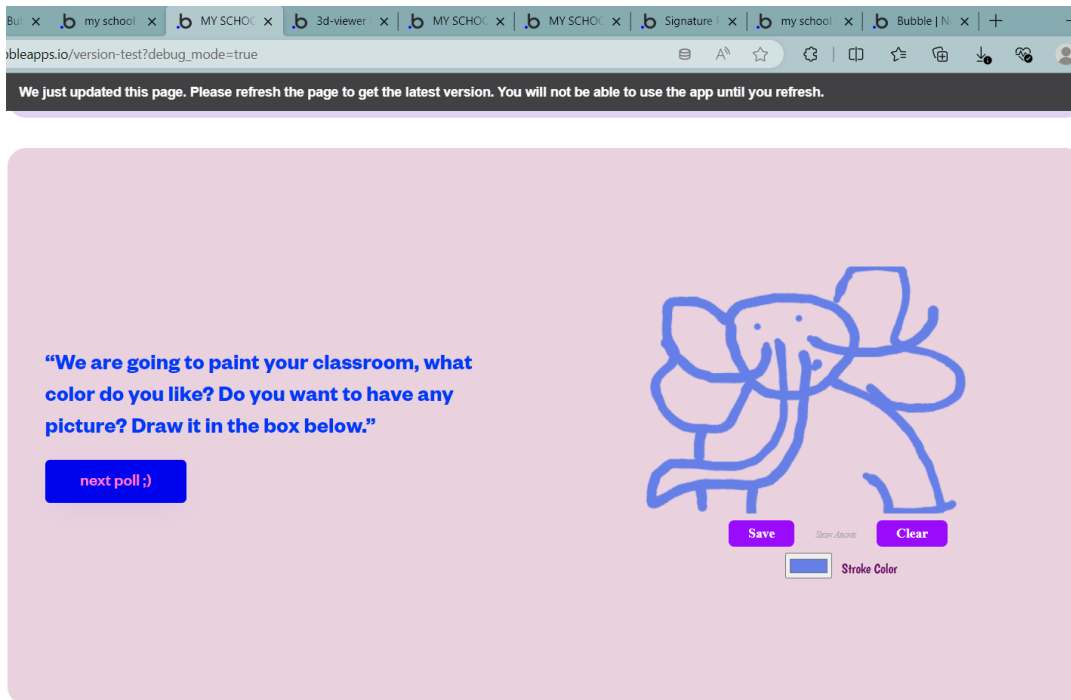 Bul
my school
MY SCHOO
3d-viewer
MY SCHOO
MY SCHOO
Signature
my school
Bubble | N
bleapps.io/version-test?debug_mode=true
We just updated this page. Please refresh the page to get the latest version. You will not be able to use the app until you refresh.
“We are going to paint your classroom, what
color do you like? Do you want to have any
picture? Draw it in the box below.”
next poll ;)
Save
Sign Above
Clear
Stroke Color